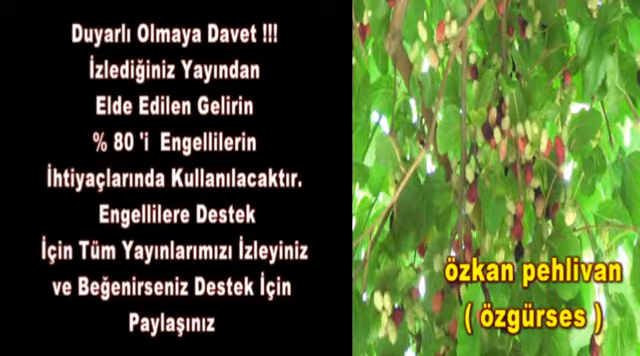 Duyarlı Olmaya Davet !!!
İzlediğiniz Yayından
Elde Edilen Gelirin
% 80 'i Engellilerin
İhtiyaçlarında Kullanılacaktır.
Engellilere Destek
İçin Tüm Yayınlarımızı İzleyiniz
ve Beğenirseniz Destek İçin
Paylaşınız
özkan pehlivan
( özgürses )